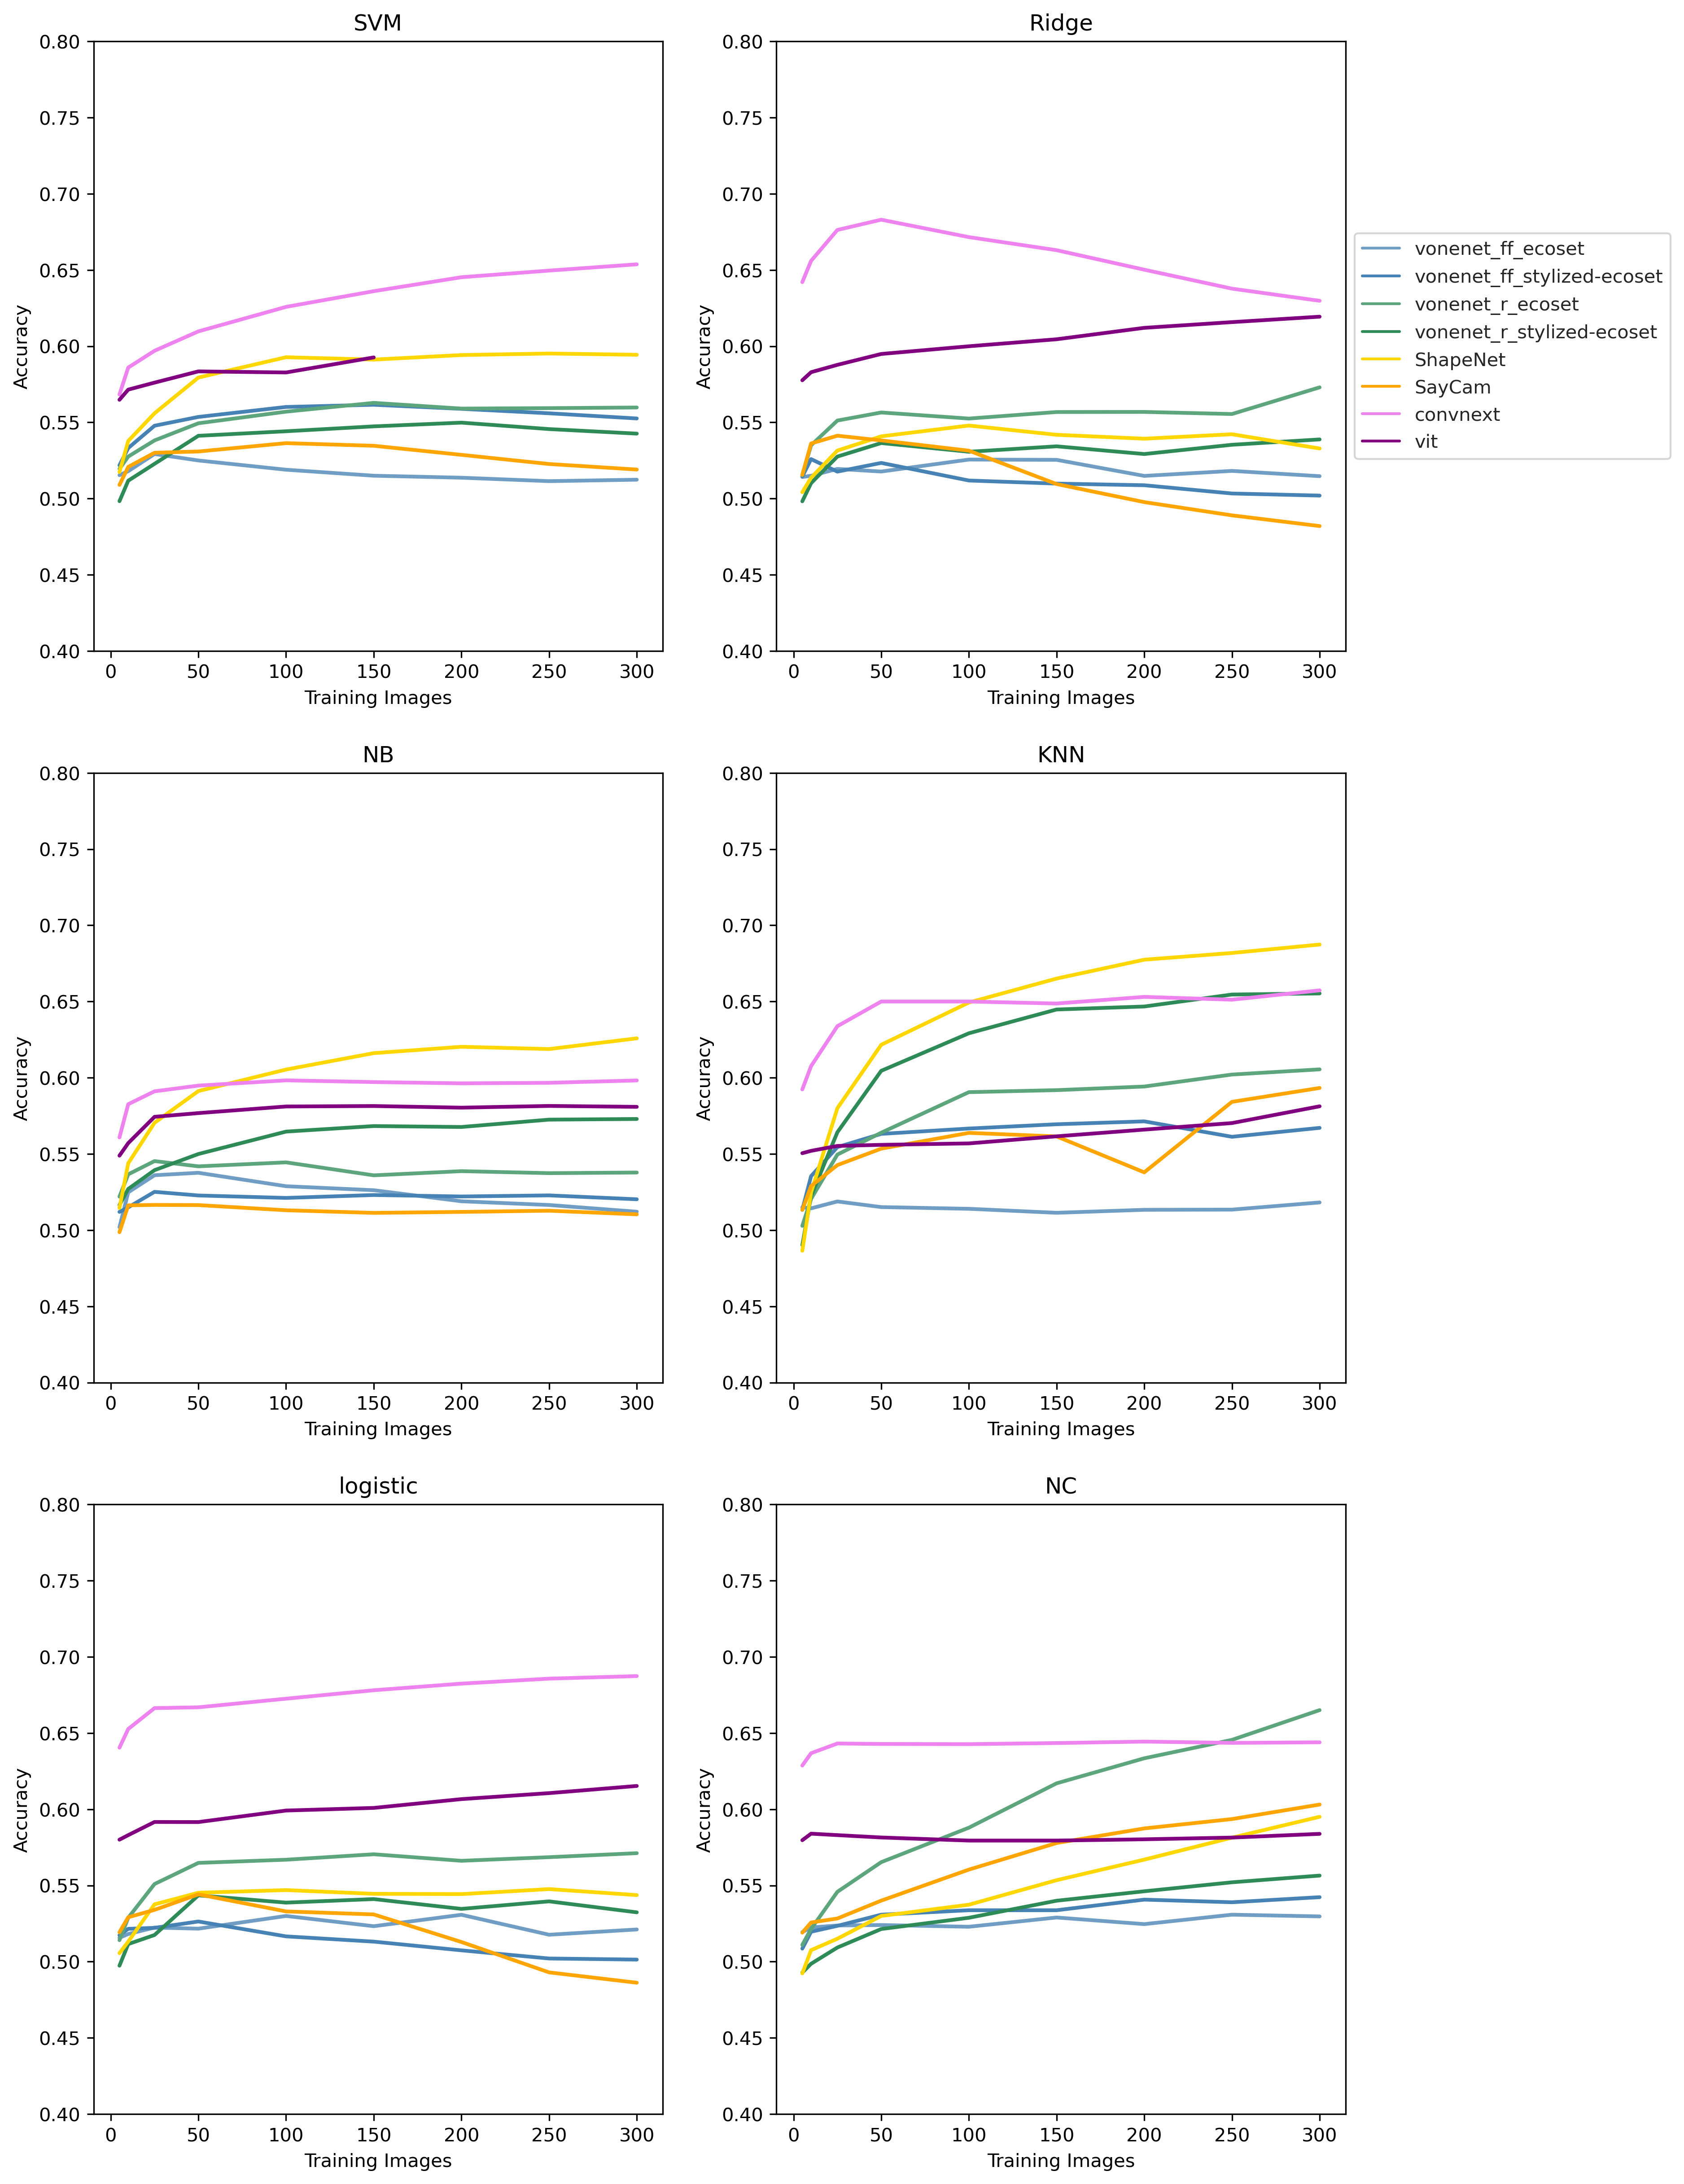 SVM
0.80
0.75
0.70
0.65
0.60
0.55
0.50
0.45
0.40
Accuracy
0 50 100 150 200 250 300
Training Images
Ridge
0.80
0.75
0.70
0.65
0.60
0.55
0.50
0.45
0.40
Accuracy
0 50 100 150 200 250 300
Training Images
vonenet_ff_ecoset
vonenet_ff_stylized-ecoset
vonenet_r_ecoset
vonenet_r_stylized-ecoset
ShapeNet
SayCam
convnext
vit
NB
0.80
0.75
0.70
0.65
0.60
0.55
0.50
0.45
0.40
Accuracy
0 50 100 150 200 250 300
Training Images
KNN
0.80
0.75
0.70
0.65
0.60
0.55
0.50
0.45
0.40
Accuracy
0 50 100 150 200 250 300
Training Images
logistic
0.80
0.75
0.70
0.65
0.60
0.55
0.50
0.45
0.40
Accuracy
0 50 100 150 200 250 300
Training Images
NC
0.80
0.75
0.70
0.65
0.60
0.55
0.50
0.45
0.40
Accuracy
0 50 100 150 200 250 300
Training Images